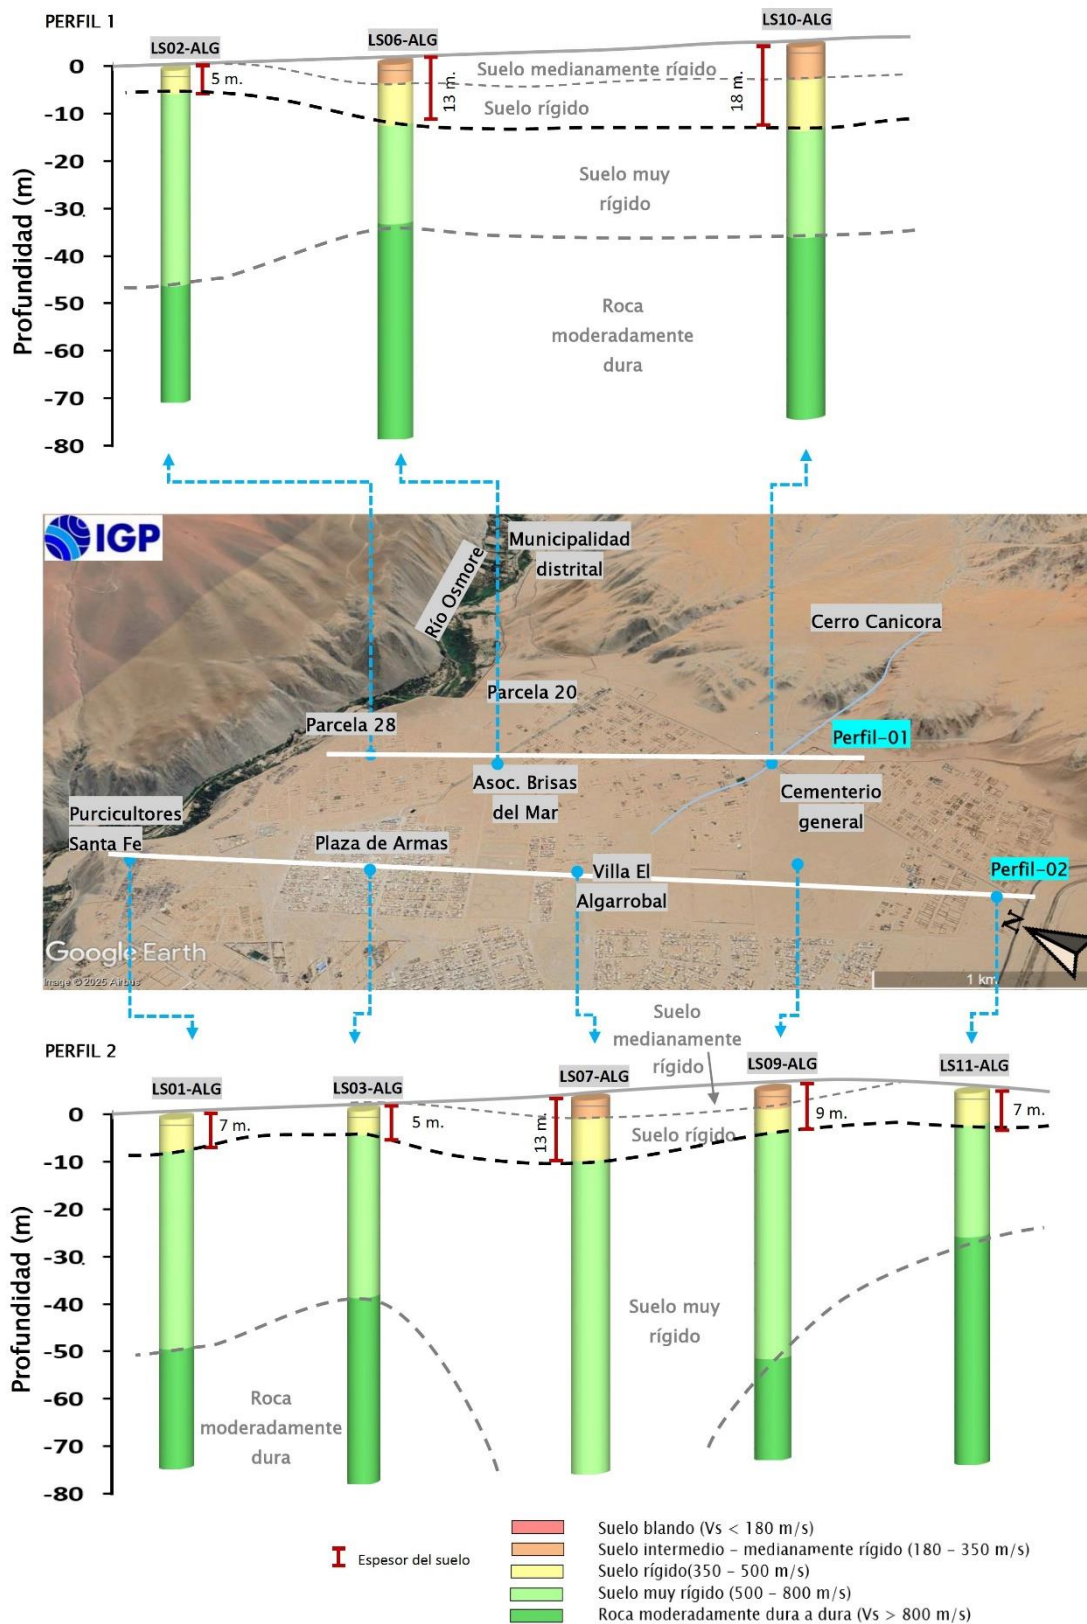 PERFIL 1
LS02-ALG
LS06-ALG
LS10-ALG
Profundidad (m)
0
-10
-20
-30
-40
-50
-60
-70
-80
5 m.
13 m.
18 m.
Suelo medianamente rígido
Suelo rígido
Suelo muy
rígido
Roca
moderadamente
dura
IGP
Río Osmore
Municipalidad
distrital
Cerro Canicora
Parcela 20
Parcela 28
Perfil-01
Asoc. Brisas
del Mar
Cementerio
general
Purcicultores
Santa Fe
Plaza de Armas
Villa El
Algarrobal
Perfil-02
N
Google Earth
Image © 2025 Airbus
1 km
PERFIL 2
Suelo
medianamente
rígido
LS01-ALG
LS03-ALG
LS07-ALG
LS09-ALG
LS11-ALG
Profundidad (m)
0
-10
-20
-30
-40
-50
-60
-70
-80
7 m.
5 m.
13 m.
9 m.
7 m.
Suelo rígido
Suelo muy
rígido
Roca
moderadamente
dura
Espesor del suelo
Suelo blando (Vs < 180 m/s)
Suelo intermedio – medianamente rígido (180 – 350 m/s)
Suelo rígido(350 – 500 m/s)
Suelo muy rígido (500 – 800 m/s)
Roca moderadamente dura a dura (Vs > 800 m/s)